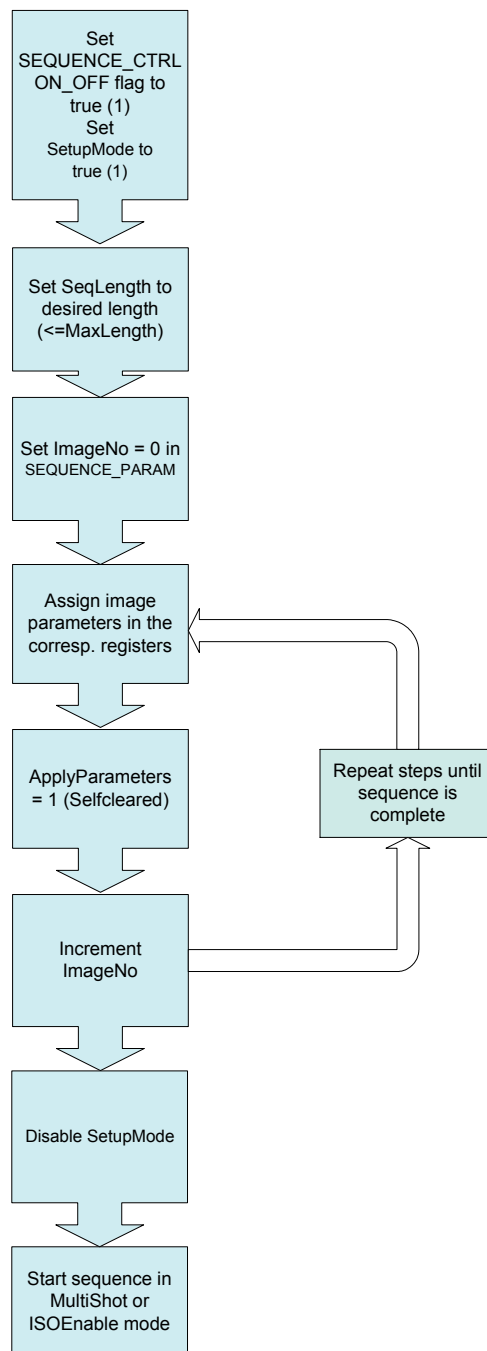 Set
SEQUENCE_CTRL
ON_OFF flag to
true (1)
Set
SetupMode to
true (1)
Set SeqLength to
desired length
(<=MaxLength)
Set ImageNo = 0 in
SEQUENCE_PARAM
Assign image
parameters in the
corresp. registers
ApplyParameters
= 1 (Selfcleared)
Repeat steps until
sequence is
complete
Increment
ImageNo
Disable SetupMode
Start sequence in
MultiShot or
ISOEnable mode